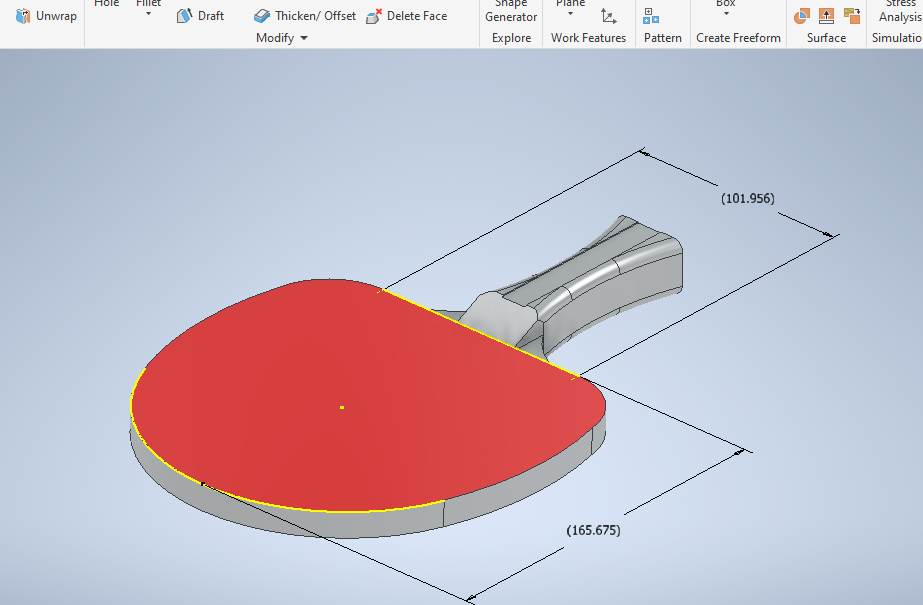 Hole
Fillet
Shape
Plane
Box
Stress
Unwrap
Draft
Thicken/ Offset
Delete Face
Generator
Analysis
Modify
Explore
Work Features
Pattern
Create Freeform
Surface
Simulatio
(101.956)
(165.675)